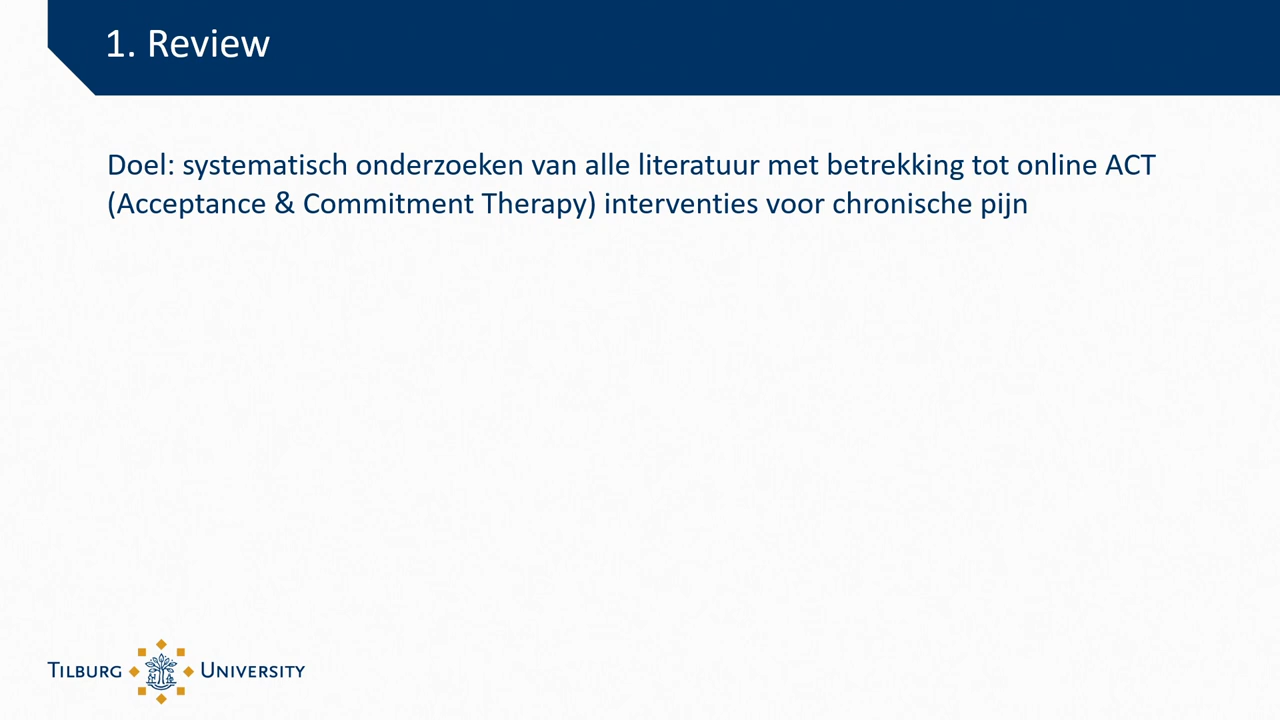 1. Review
Doel: systematisch onderzoeken van alle literatuur met betrekking tot online ACT
(Acceptance & Commitment Therapy) interventies voor chronische pijn
TILBURG UNIVERSITY